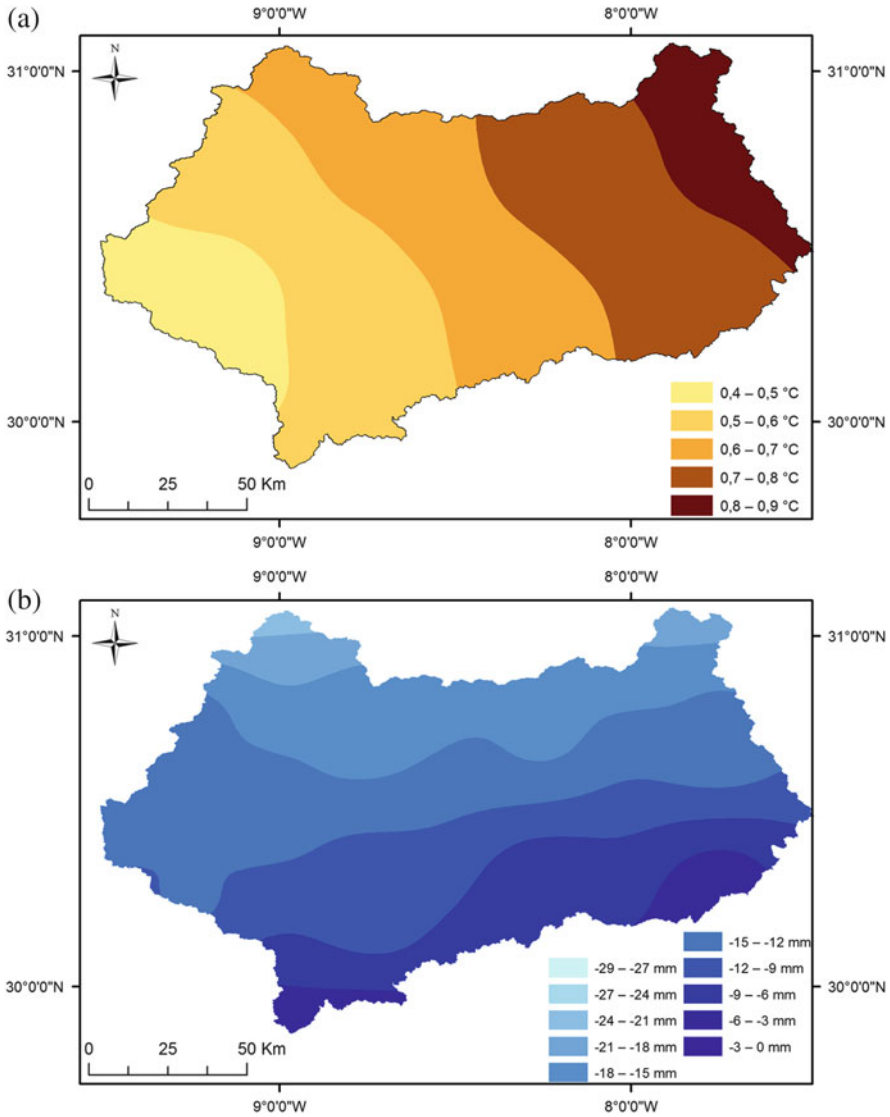 (a)
9°0'0"W 8°0'0"W
N
31°0'0"N 31°0'0"N
30°0'0"N 30°0'0"N
0,4 – 0,5 °C
0,5 – 0,6 °C
0,6 – 0,7 °C
0,7 – 0,8 °C
0,8 – 0,9 °C
0 25 50 Km
9°0'0"W 8°0'0"W
(b)
9°0'0"W 8°0'0"W
N
31°0'0"N 31°0'0"N
30°0'0"N 30°0'0"N
-29 – -27 mm
-27 – -24 mm
-24 – -21 mm
-21 – -18 mm
-18 – -15 mm
-15 – -12 mm
-12 – -9 mm
-9 – -6 mm
-6 – -3 mm
-3 – 0 mm
0 25 50 Km
9°0'0"W 8°0'0"W